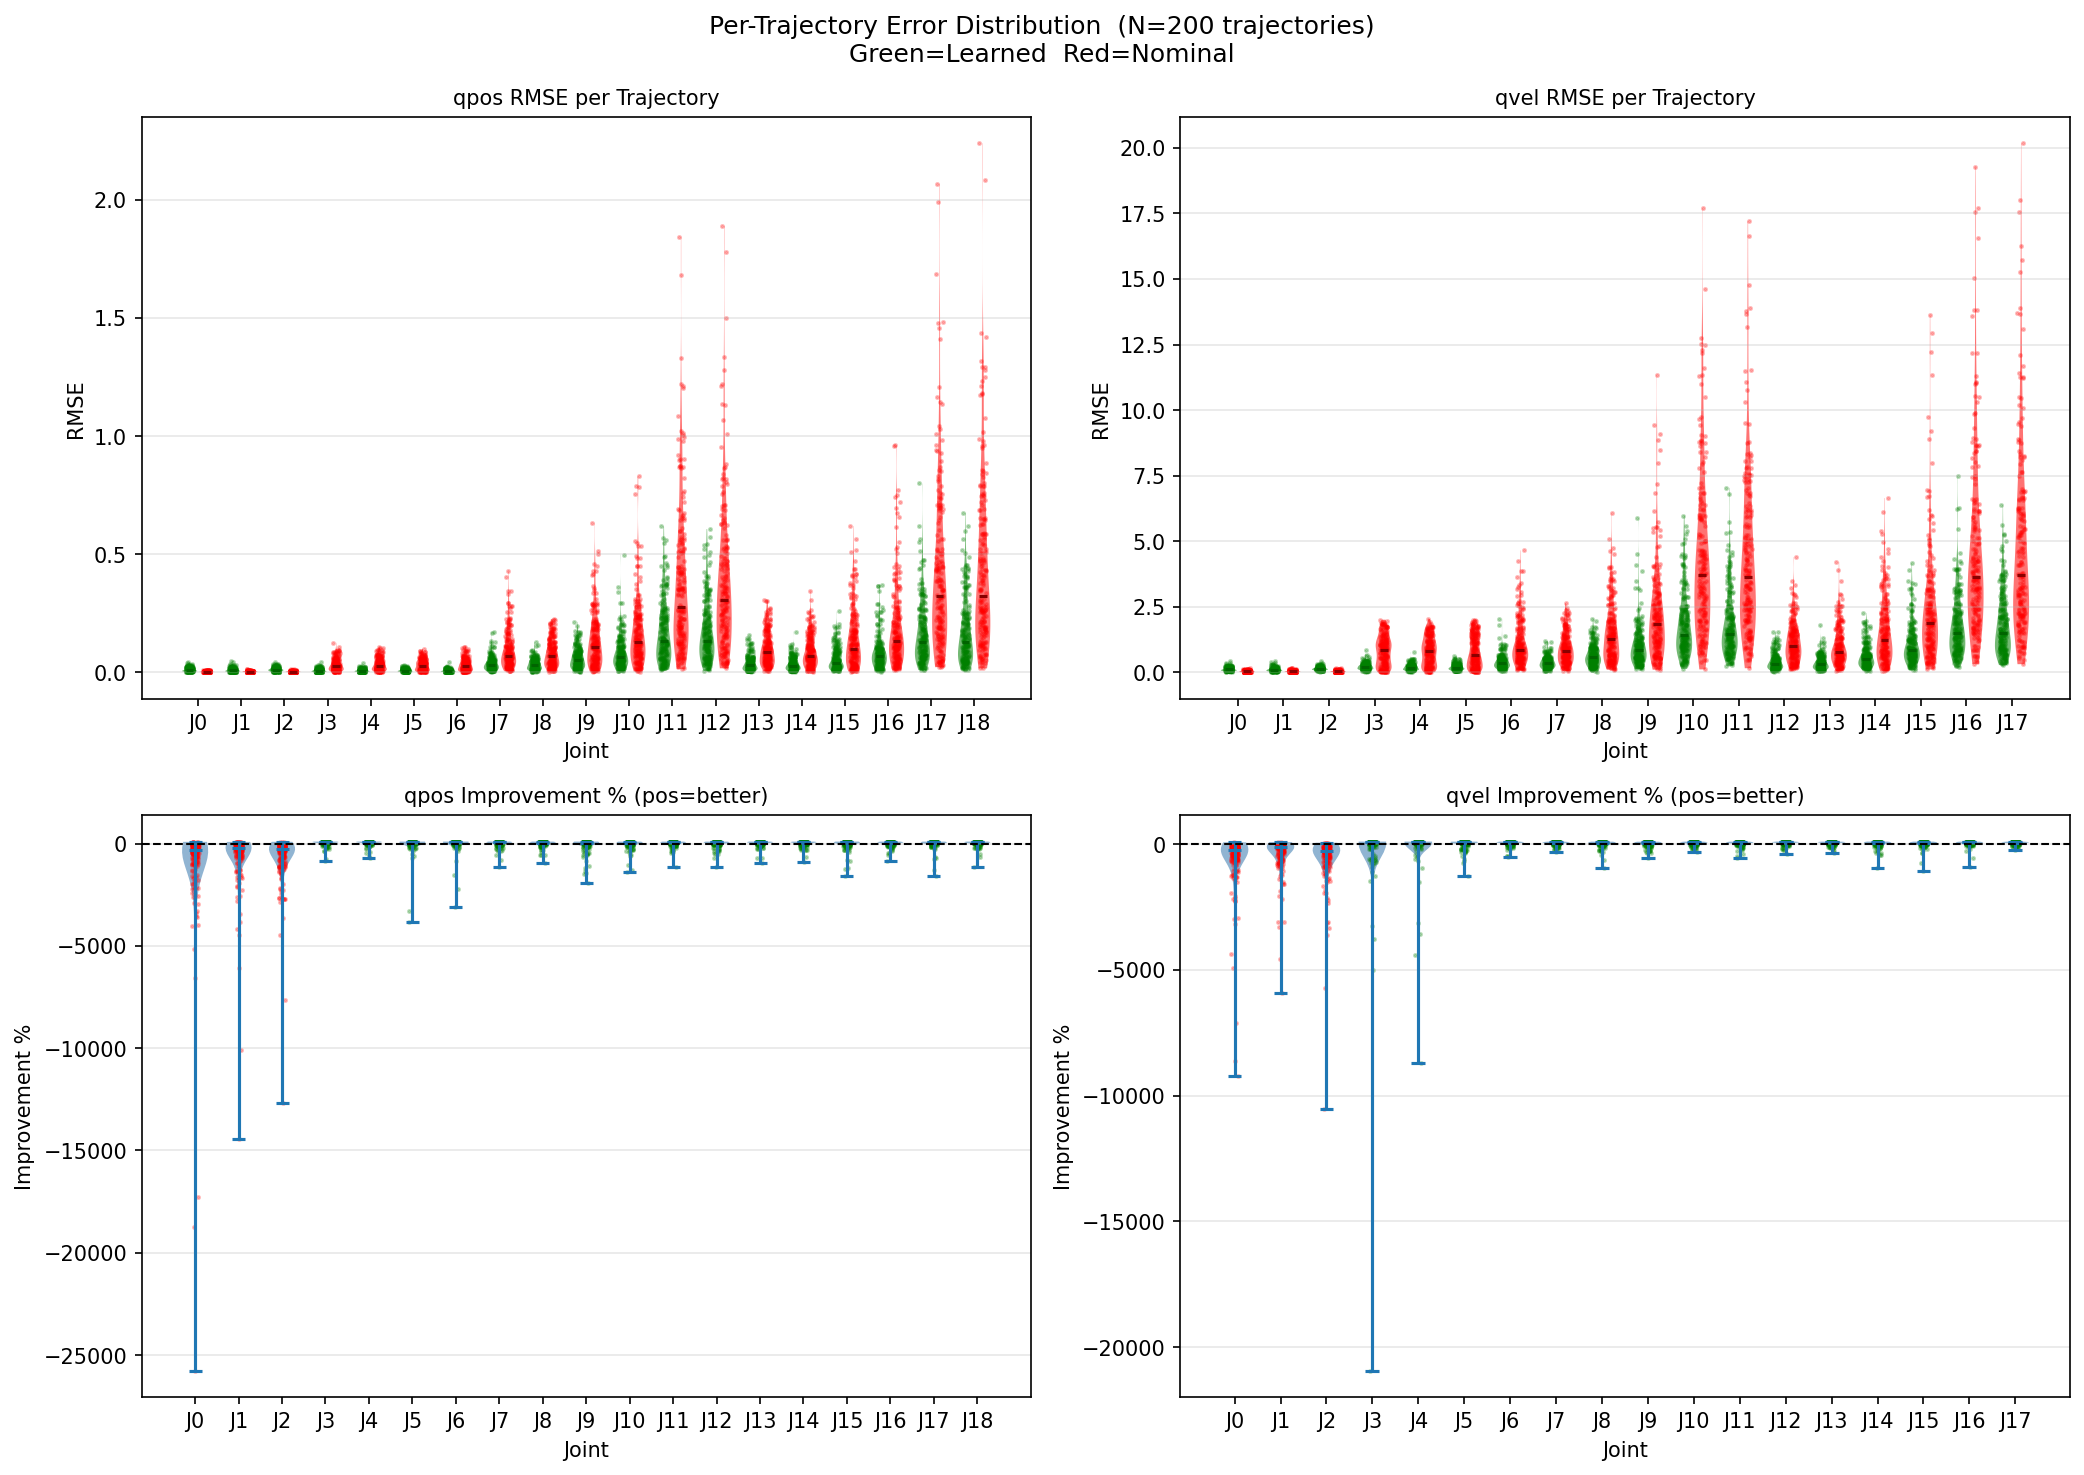 Per-Trajectory Error Distribution  (N=200 trajectories)
Green=Learned  Red=Nominal
qpos RMSE per Trajectory
RMSE
2.0
1.5
1.0
0.5
0.0
J0 J1 J2 J3 J4 J5 J6 J7 J8 J9 J10 J11 J12 J13 J14 J15 J16 J17 J18
Joint
qvel RMSE per Trajectory
RMSE
20.0
17.5
15.0
12.5
10.0
7.5
5.0
2.5
0.0
J0 J1 J2 J3 J4 J5 J6 J7 J8 J9 J10 J11 J12 J13 J14 J15 J16 J17
Joint
qpos Improvement % (pos=better)
Improvement %
0
−5000
−10000
−15000
−20000
−25000
J0 J1 J2 J3 J4 J5 J6 J7 J8 J9 J10 J11 J12 J13 J14 J15 J16 J17 J18
Joint
qvel Improvement % (pos=better)
Improvement %
0
−5000
−10000
−15000
−20000
J0 J1 J2 J3 J4 J5 J6 J7 J8 J9 J10 J11 J12 J13 J14 J15 J16 J17
Joint